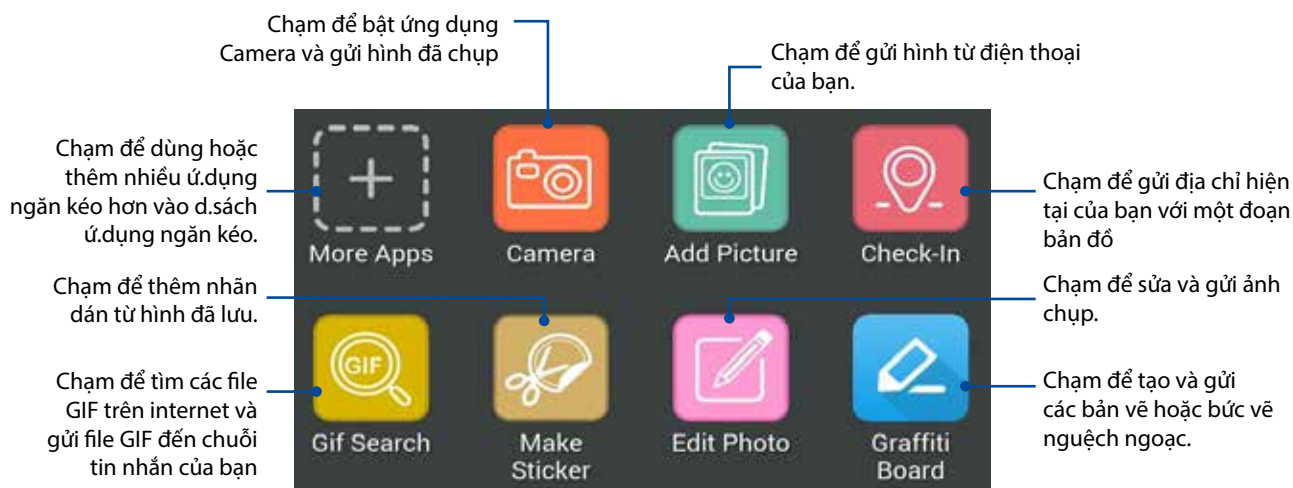 Chạm để bật ứng dụng
Camera và gửi hình đã chụp
Chạm để gửi hình từ điện thoại
của bạn.
Chạm để dùng hoặc
thêm nhiều ứ.dụng
ngăn kéo hơn vào d.sách
ứ.dụng ngăn kéo.
Chạm để gửi địa chỉ hiện
tại của bạn với một đoạn
bản đồ
More Apps
Camera
Add Picture
Check-In
Chạm để thêm nhãn
dán từ hình đã lưu.
Chạm để sửa và gửi ảnh
chụp.
GIF
Chạm để tìm các file
GIF trên internet và
gửi file GIF đến chuỗi
tin nhắn của bạn
Chạm để tạo và gửi
các bản vẽ hoặc bức vẽ
nguệch ngoạc.
Gif Search
Make
Sticker
Edit Photo
Graffiti
Board